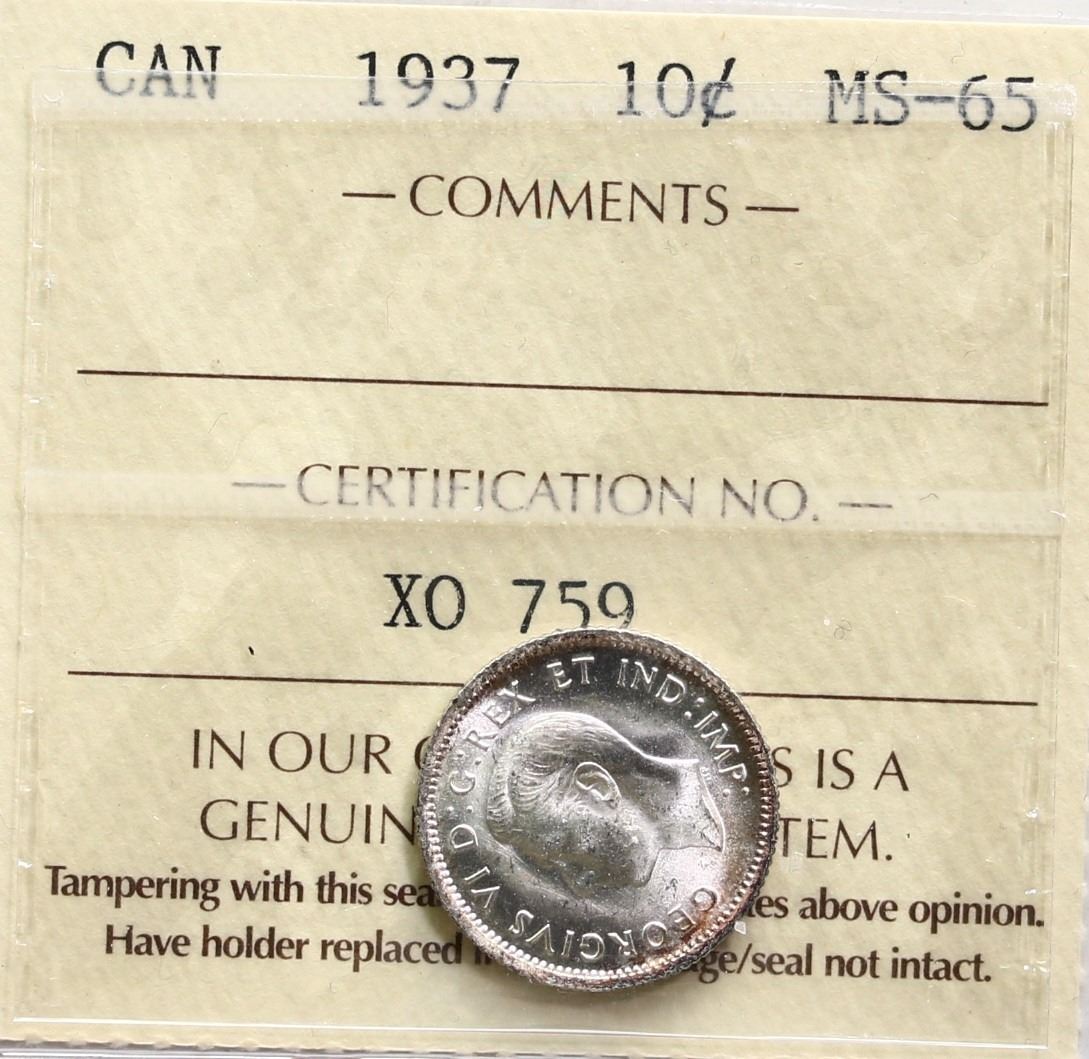 CAN 1937 10¢ MS-65
— COMMENTS —
— CERTIFICATION NO. —
XO 759
IN OUR S IS A
GENUIN TEM.
Tampering with this sea es above opinion.
Have holder replaced ge/seal not intact.
GEORGIVS VI D:G:REX ET IND:IMP: